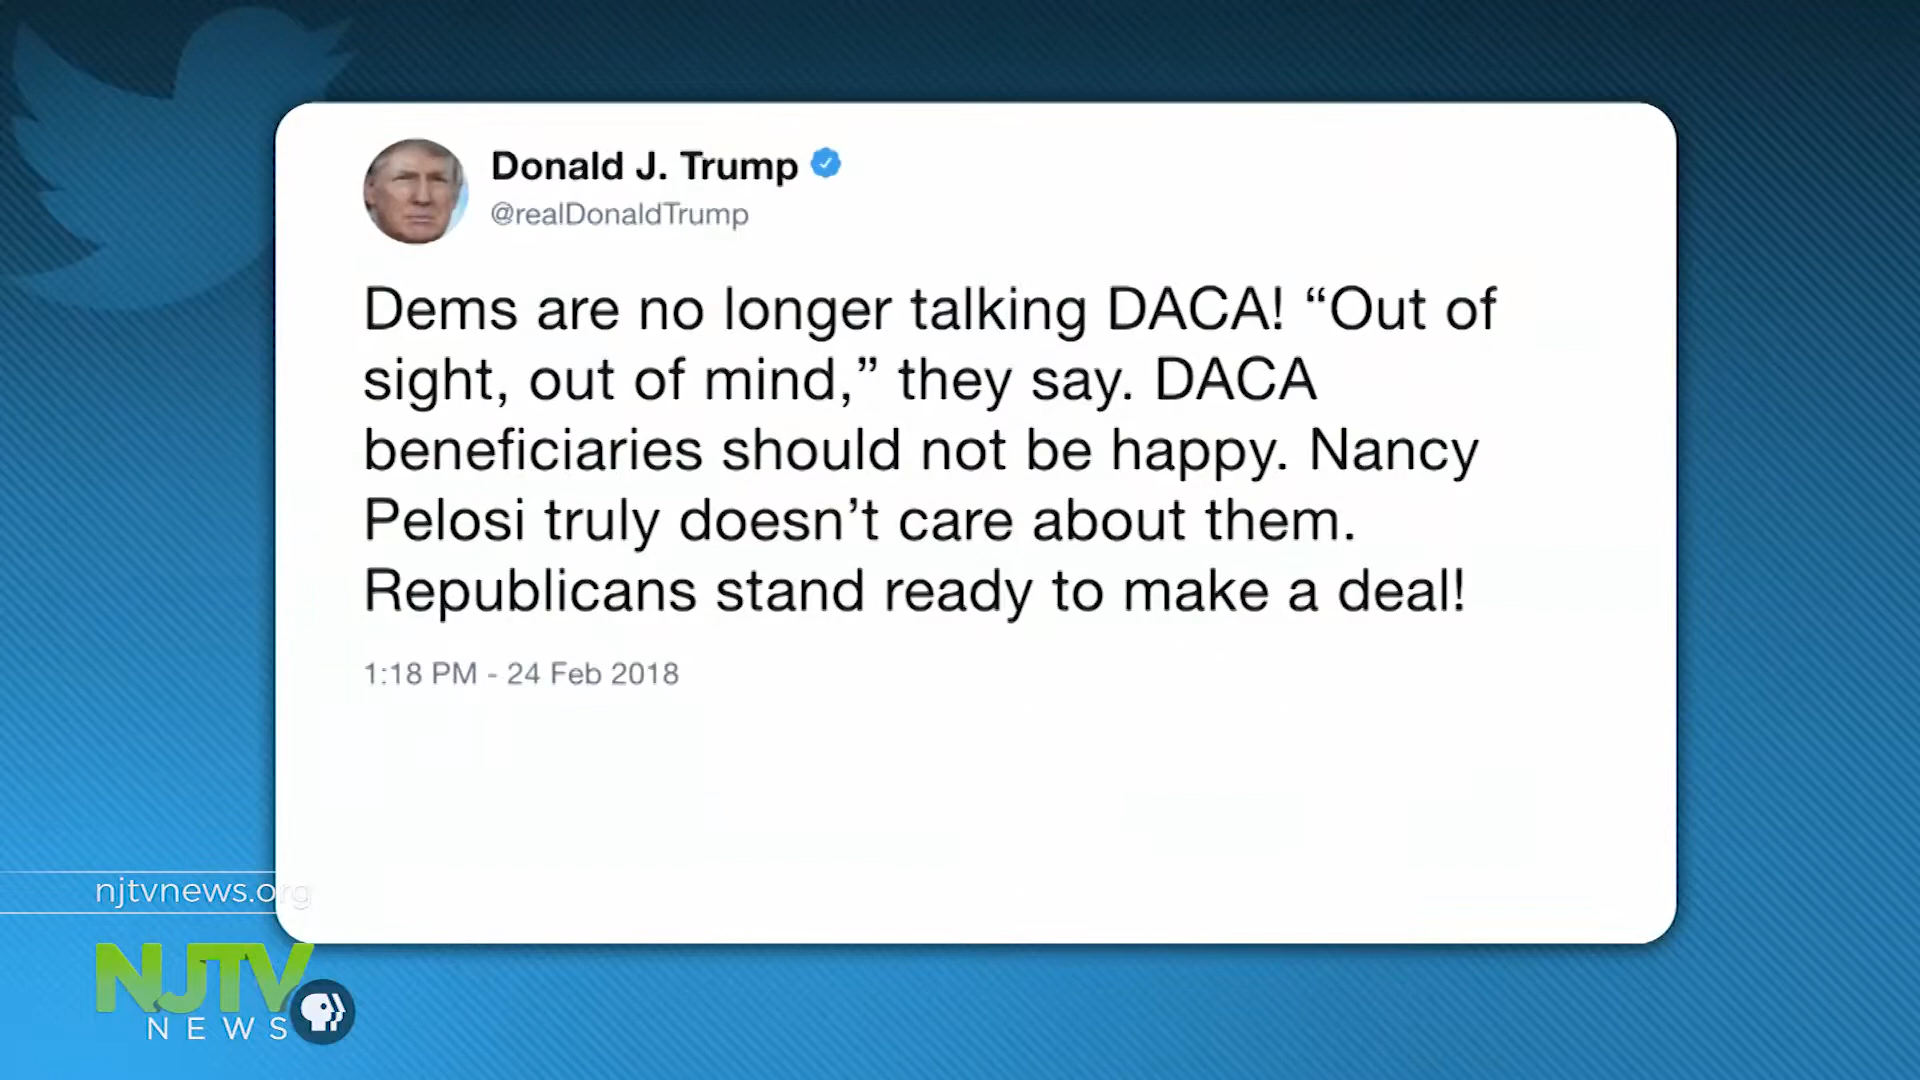 Donald J. Trump
@realDonaldTrump
Dems are no longer talking DACA! “Out of
sight, out of mind,” they say. DACA
beneficiaries should not be happy. Nancy
Pelosi truly doesn’t care about them.
Republicans stand ready to make a deal!
1:18 PM - 24 Feb 2018
njtvnews.org
NJTV
NEWS